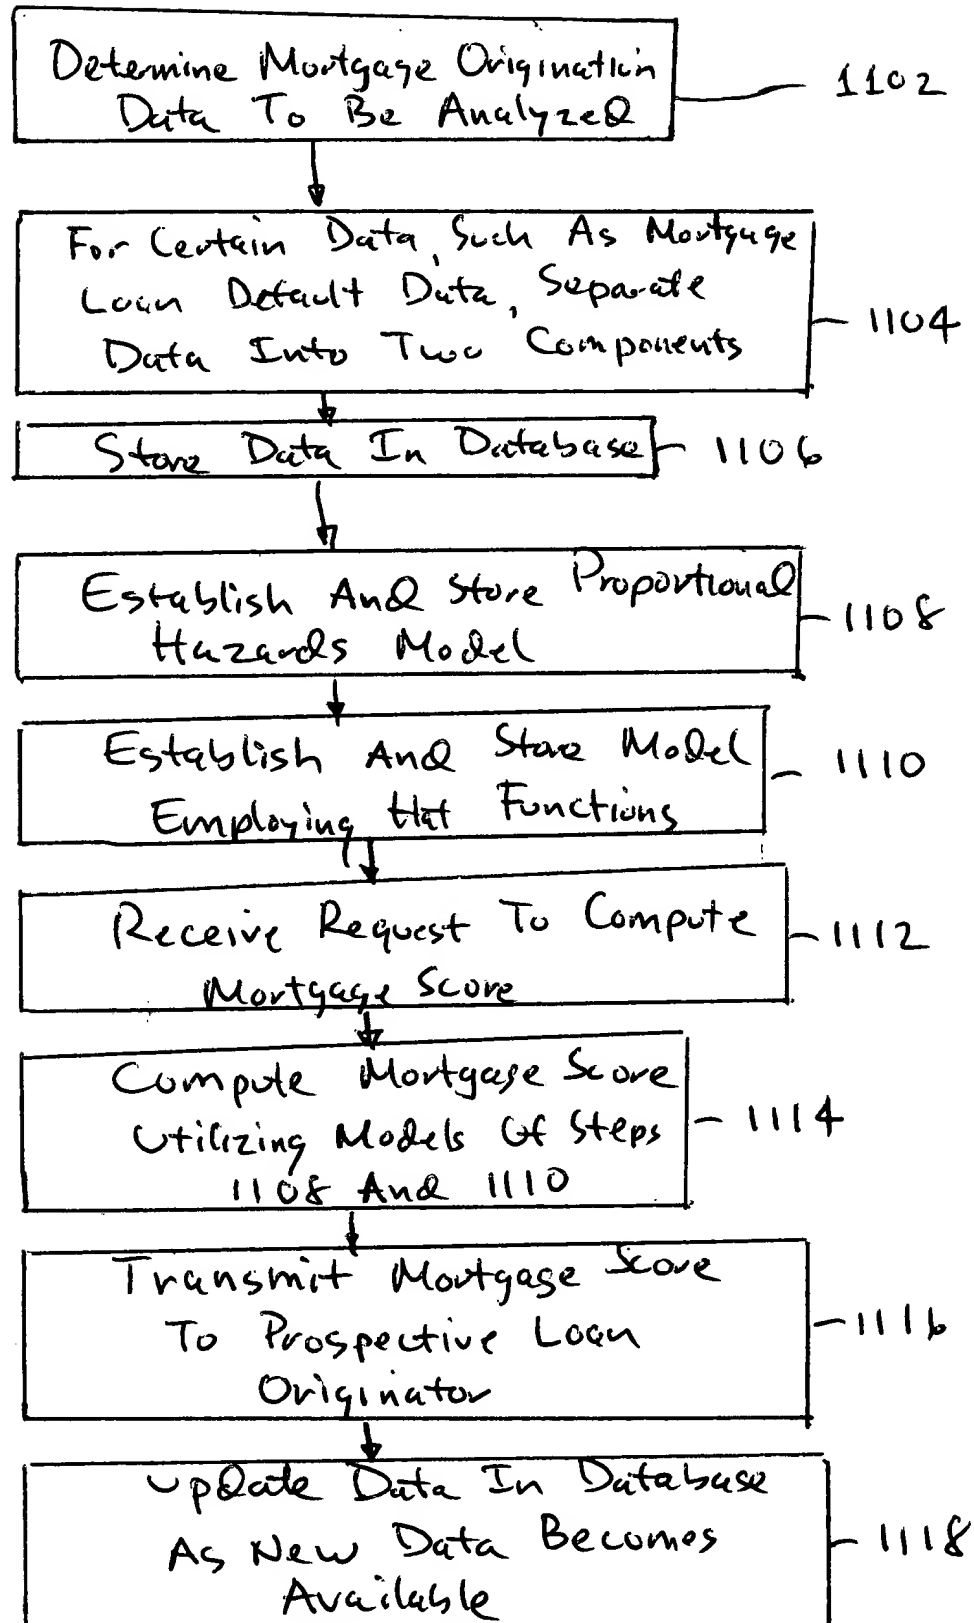 Determine Mortgage Origination
Data To Be Analyzed
1102
For Certain Data, Such As Mortgage
Loan Default Data, Separate
Data Into Two Components
1104
Store Data In Database
1106
Establish And Store Proportional
Hazards Model
1108
Establish And Store Model
Employing Hat Functions
1110
Receive Request To Compute
Mortgage Score
1112
Compute Mortgage Score
Utilizing Models Of Steps
1108 And 1110
1114
Transmit Mortgage Score
To Prospective Loan
Originator
1116
Update Data In Database
As New Data Becomes
Available
1118